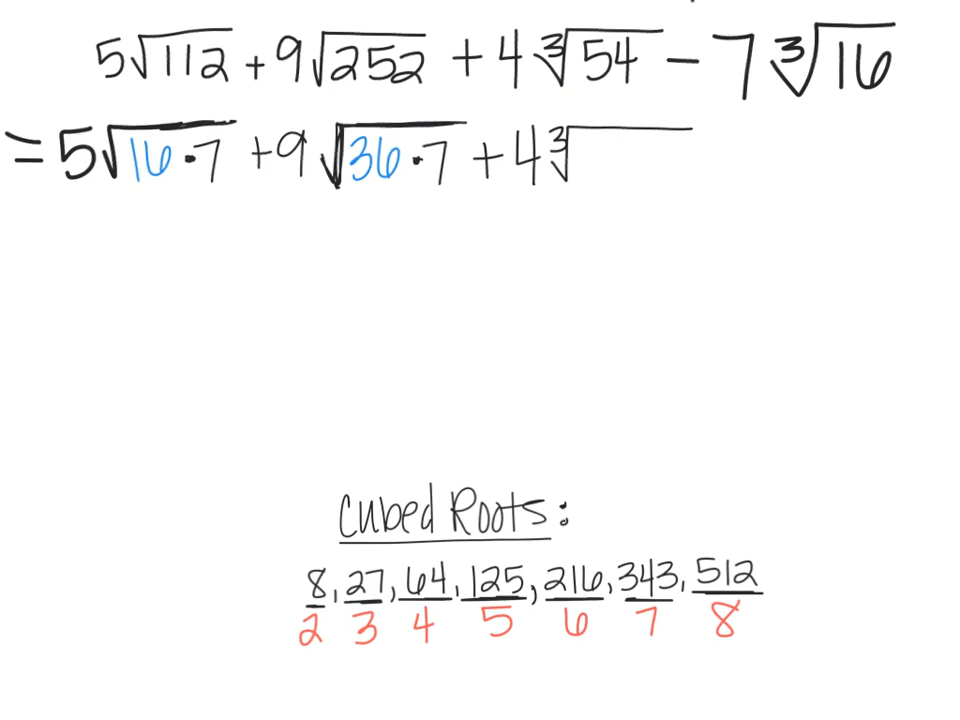 5√112 + 9√252 + 4∛54 − 7∛16
= 5√16·7 + 9√36·7 + 4∛
Cubed Roots:
8, 27, 64, 125, 216, 343, 512
2 3 4 5 6 7 8